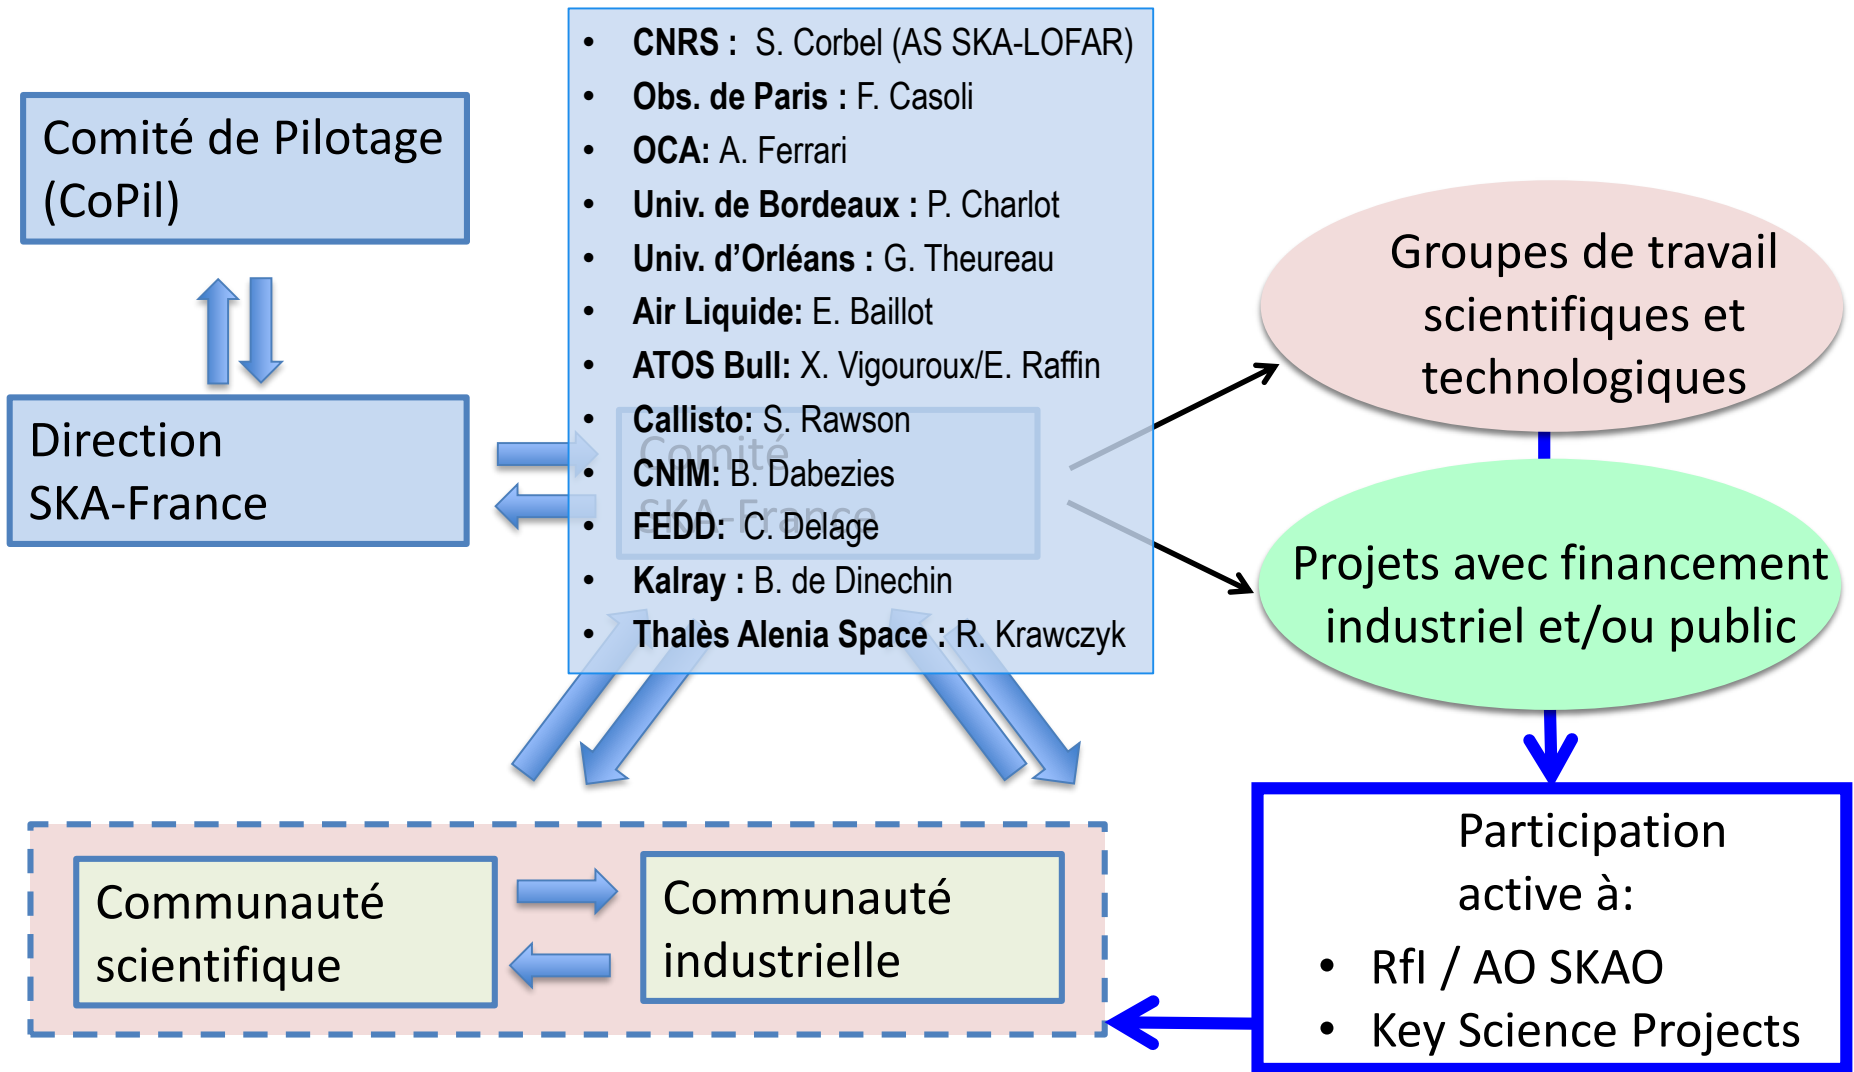 Comité de Pilotage
(CoPil)
Direction
SKA-France
• CNRS : S. Corbel (AS SKA-LOFAR)
• Obs. de Paris : F. Casoli
• OCA: A. Ferrari
• Univ. de Bordeaux : P. Charlot
• Univ. d’Orléans : G. Theureau
• Air Liquide: E. Baillot
• ATOS Bull: X. Vigouroux/E. Raffin
• Callisto: S. Rawson
• CNIM: B. Dabezies
• FEDD: C. Delage
• Kalray : B. de Dinechin
• Thalès Alenia Space : R. Krawczyk
Comité
SKA-France
Groupes de travail
scientifiques et
technologiques
Projets avec financement
industriel et/ou public
Participation
active à:
• RfI / AO SKAO
• Key Science Projects
Communauté
scientifique
Communauté
industrielle